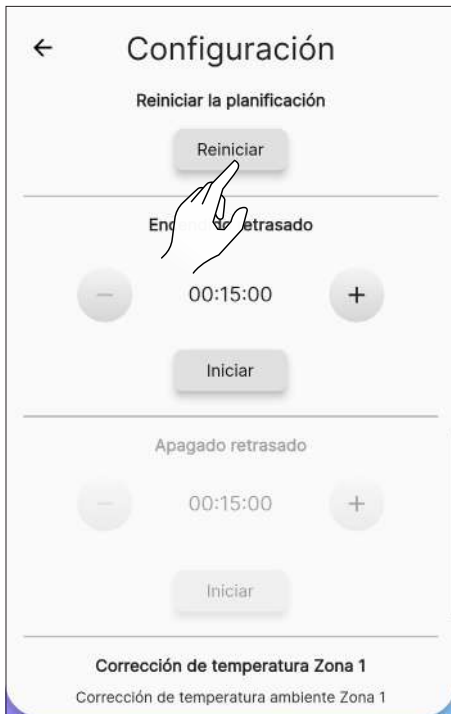 Configuración
Reiniciar la planificación
Reiniciar
retrasado
00:15:00
Iniciar
Apagado retrasado
00:15:00
Iniciar
Corrección de temperatura Zona 1
Corrección de temperatura ambiente Zona 1